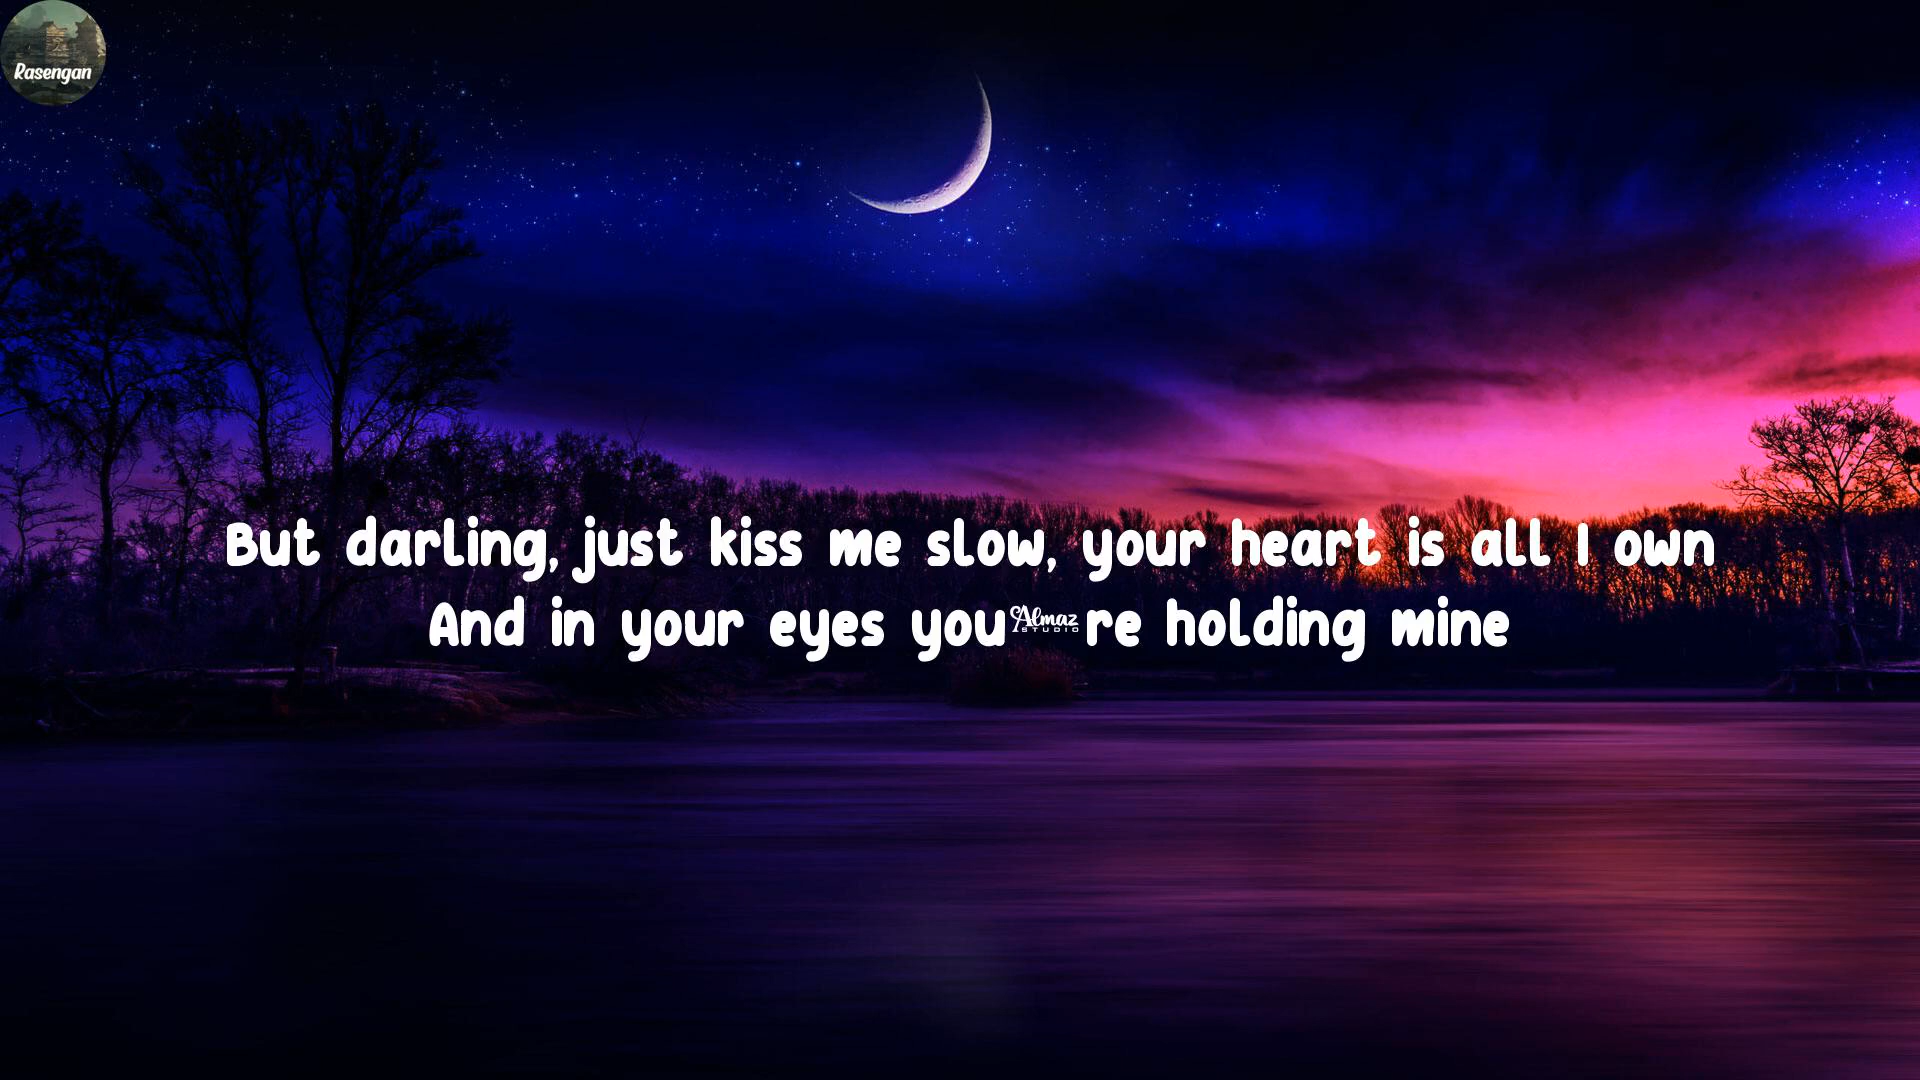 Rasengan
But darling, just kiss me slow, your heart is all I own
And in your eyes you Almaz STUDIO re holding mine